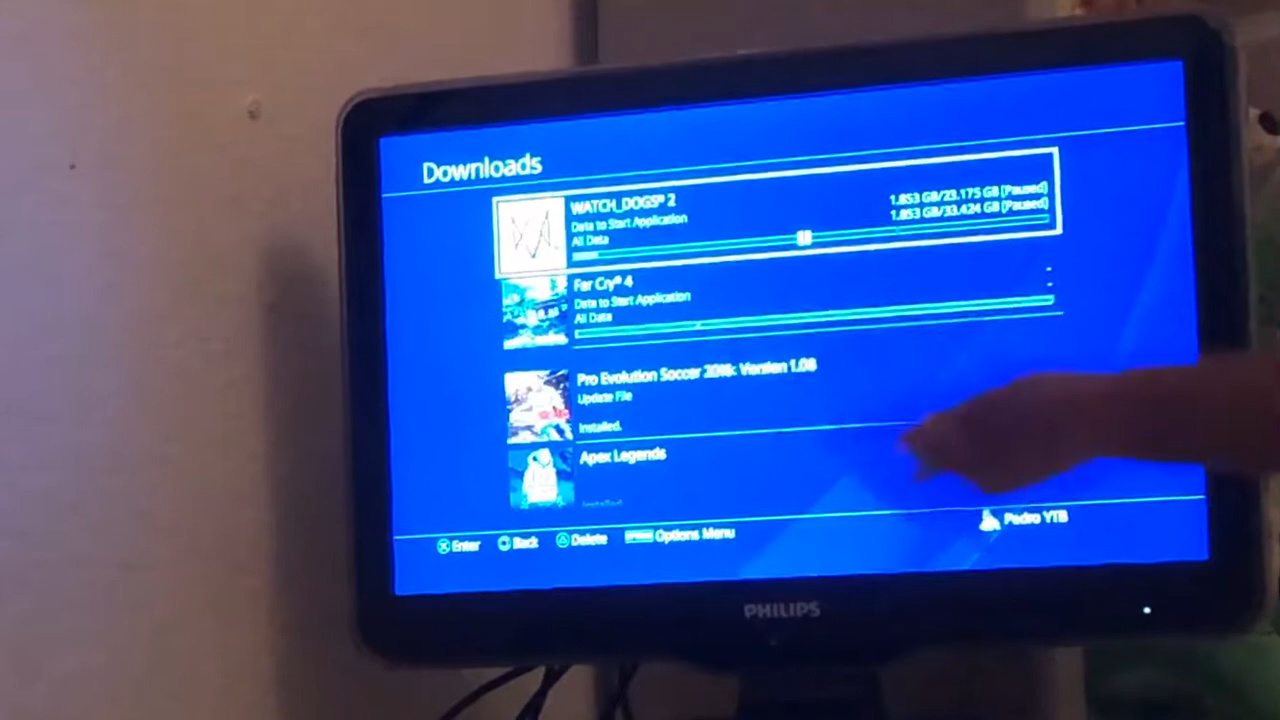 Downloads
WATCH_DOGS® 2
1.853 GB/23.175 GB (Paused)
Data to Start Application
1.853 GB/33.424 GB (Paused)
All Data
Far Cry® 4
Data to Start Application
All Data
Pro Evolution Soccer 2018: Version 1.08
Update File
Installed.
Apex Legends
Installed.
Enter Back Delete Options Menu
Pedro YTB
PHILIPS